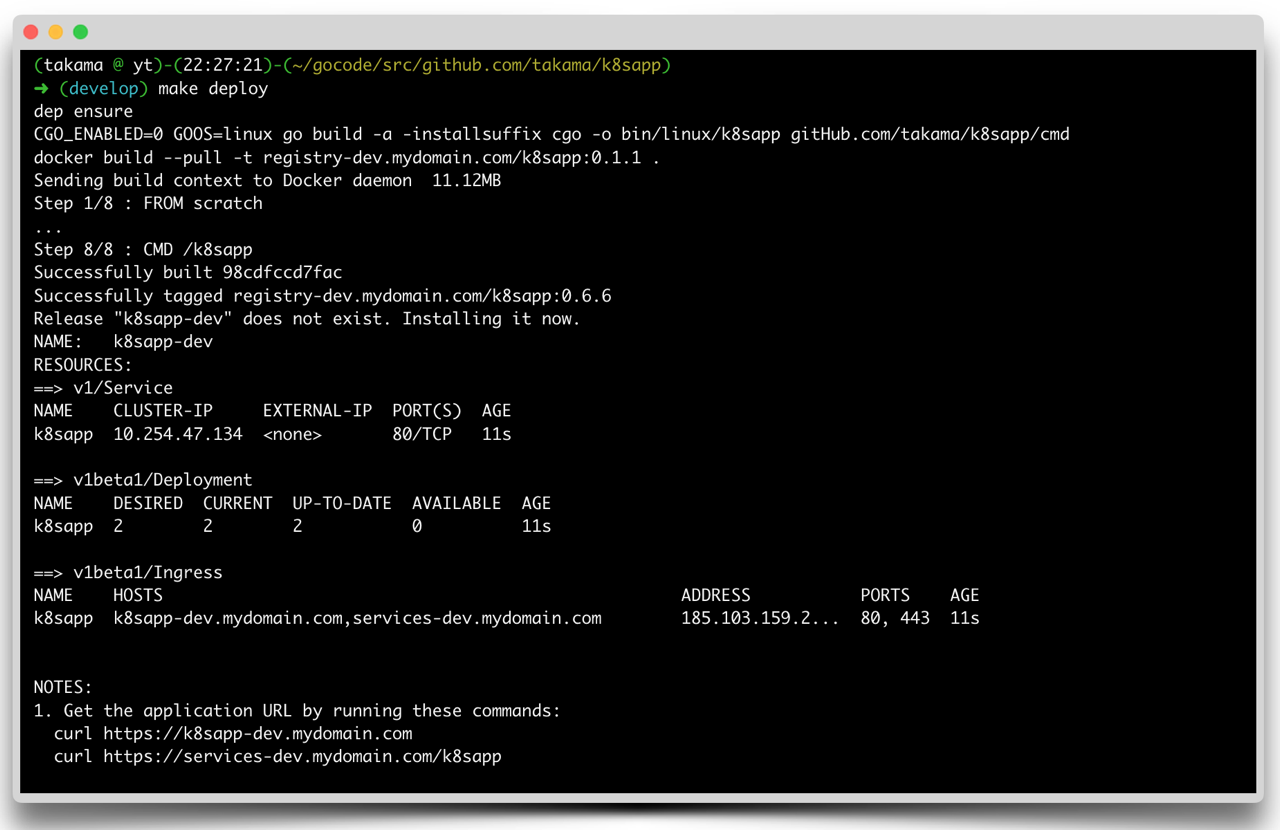 (takama @ yt)-(22:27:21)-(~/gocode/src/github.com/takama/k8sapp)
➜ (develop) make deploy
dep ensure
CGO_ENABLED=0 GOOS=linux go build -a -installsuffix cgo -o bin/linux/k8sapp gitHub.com/takama/k8sapp/cmd
docker build --pull -t registry-dev.mydomain.com/k8sapp:0.1.1 .
Sending build context to Docker daemon  11.12MB
Step 1/8 : FROM scratch
...
Step 8/8 : CMD /k8sapp
Successfully built 98cdfccd7fac
Successfully tagged registry-dev.mydomain.com/k8sapp:0.6.6
Release "k8sapp-dev" does not exist. Installing it now.
NAME:   k8sapp-dev
RESOURCES:
==> v1/Service
NAME    CLUSTER-IP     EXTERNAL-IP  PORT(S)  AGE
k8sapp  10.254.47.134  <none>       80/TCP   11s
==> v1beta1/Deployment
NAME    DESIRED  CURRENT  UP-TO-DATE  AVAILABLE  AGE
k8sapp  2        2        2           0          11s
==> v1beta1/Ingress
NAME    HOSTS                                                    ADDRESS           PORTS    AGE
k8sapp  k8sapp-dev.mydomain.com,services-dev.mydomain.com        185.103.159.2...  80, 443  11s
NOTES:
1. Get the application URL by running these commands:
  curl https://k8sapp-dev.mydomain.com
  curl https://services-dev.mydomain.com/k8sapp